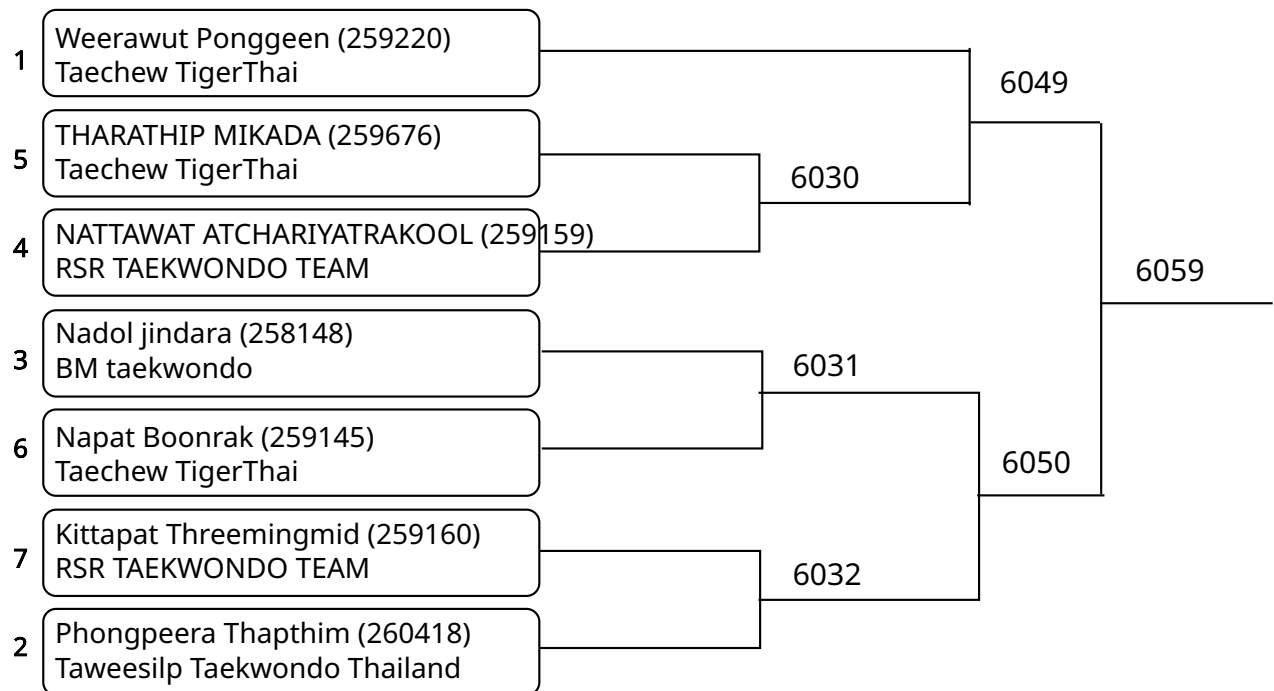 1
Weerawut Ponggeen (259220)
Taechew TigerThai
6049
5
THARATHIP MIKADA (259676)
Taechew TigerThai
6030
4
NATTAWAT ATCHARIYATRAKOOL (259159)
RSR TAEKWONDO TEAM
6059
3
Nadol jindara (258148)
BM taekwondo
6031
6
Napat Boonrak (259145)
Taechew TigerThai
6050
7
Kittapat Threemingmid (259160)
RSR TAEKWONDO TEAM
6032
2
Phongpeera Thapthim (260418)
Taweesilp Taekwondo Thailand